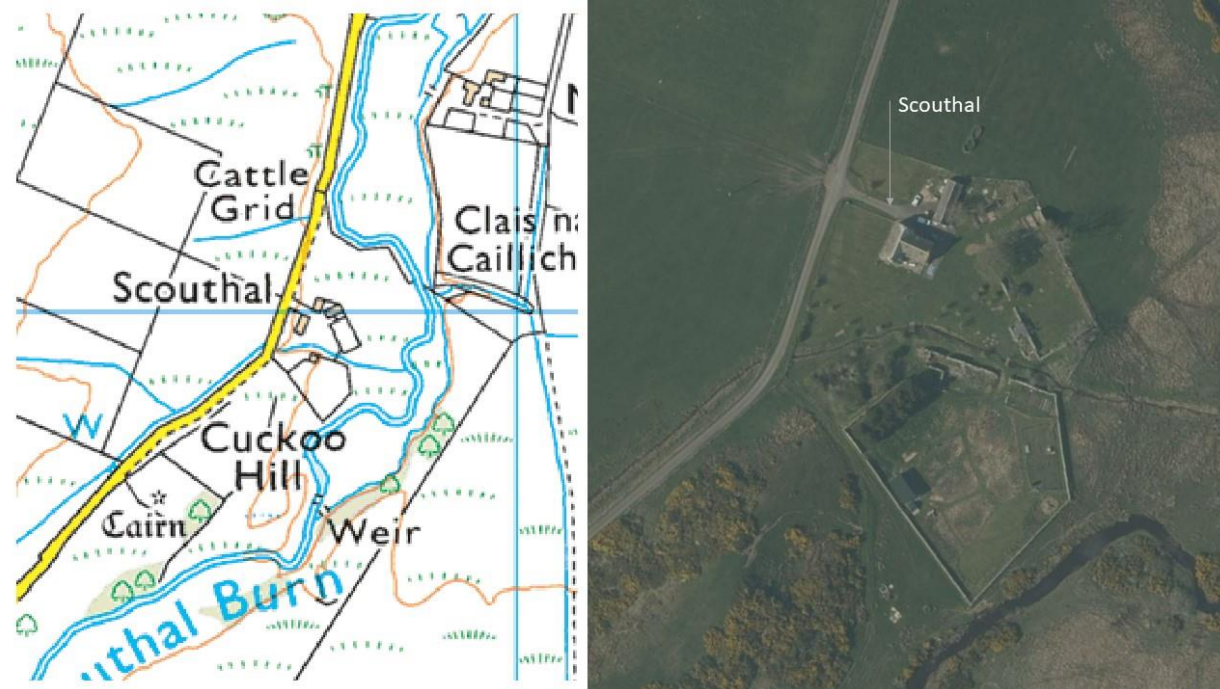 Scouthal
Cattle
Grid
Clais na
Caillich
Scouthal
Cuckoo
Hill
W
Cairn
Weir
uthal Burn